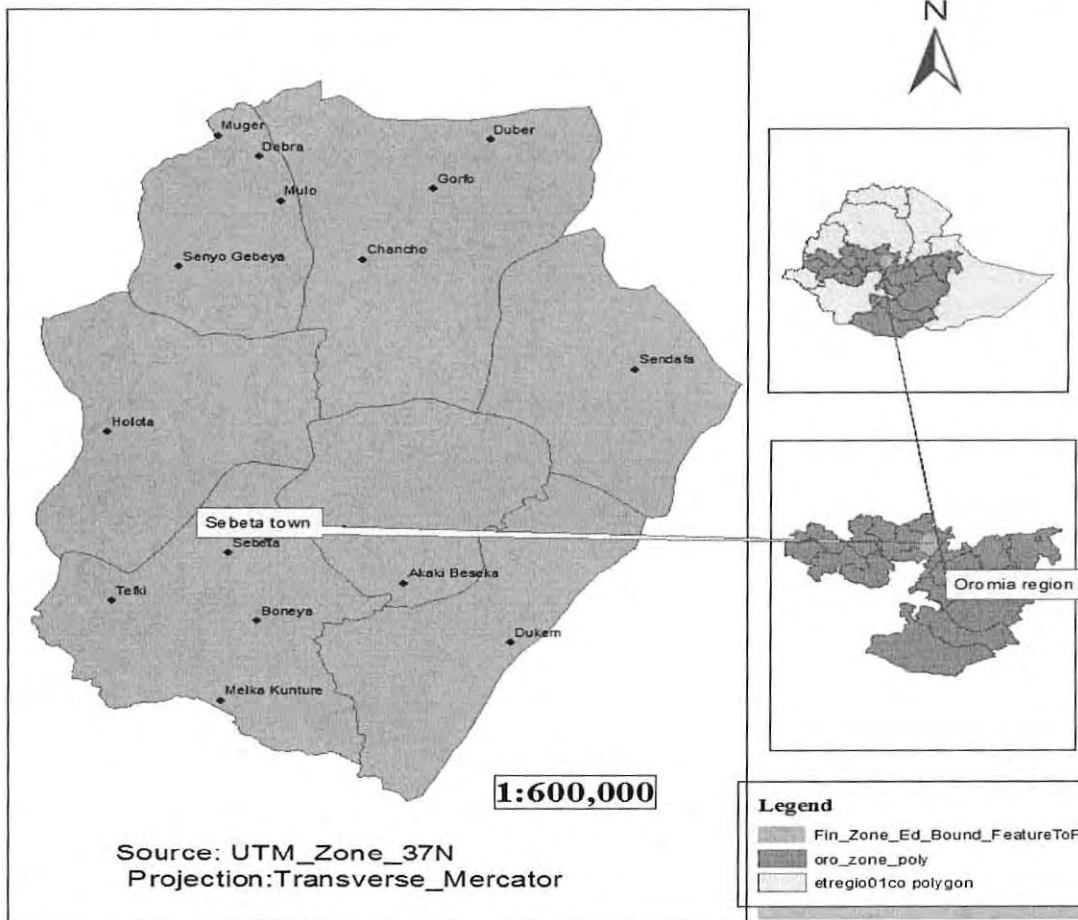 N
Muger
Debra
Duber
Mulo
Gorfo
Chancho
Senyo Gebeya
Sendafa
Holota
Sebeta town
Sebeta
Akaki Beseka
Tefki
Oromia region
Boneya
Dukem
Melka Kunture
1:600,000
Legend
Fin_Zone_Ed_Bound_FeatureToP
oro_zone_poly
etregio01co polygon
Source: UTM_Zone_37N
Projection:Transverse_Mercator